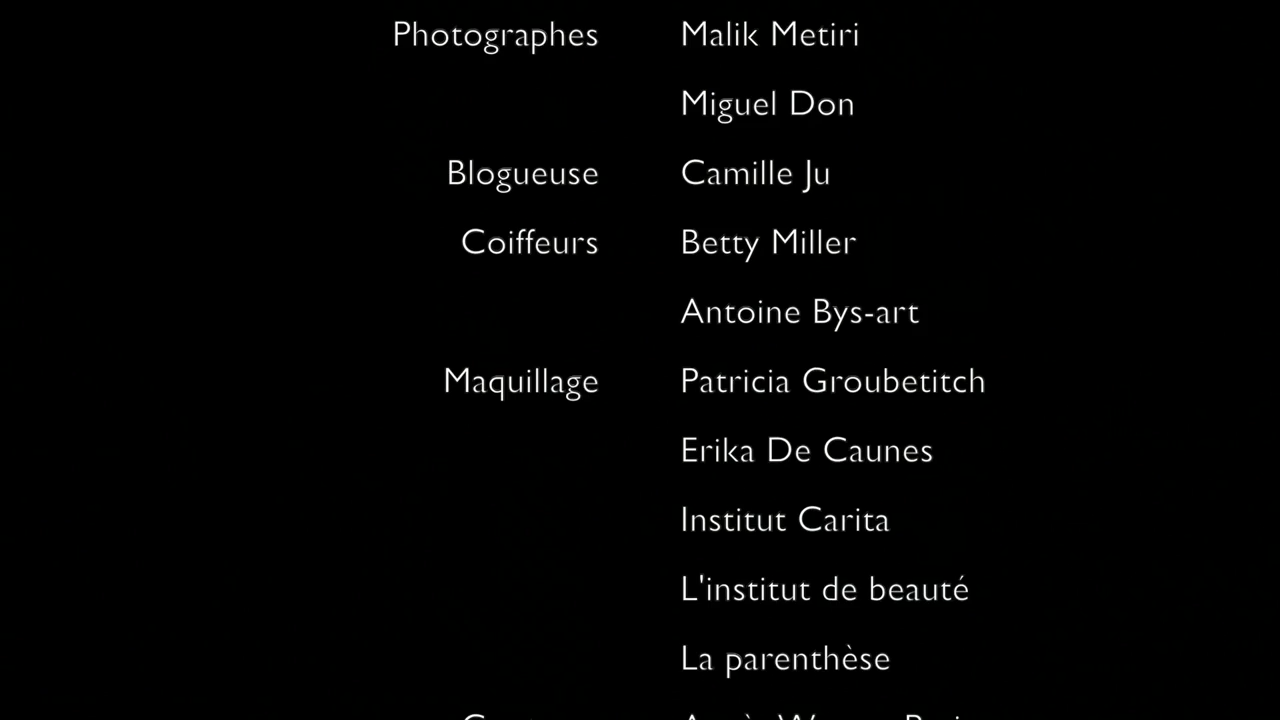 Photographes Malik Metiri
Miguel Don
Blogueuse Camille Ju
Coiffeurs Betty Miller
Antoine Bys-art
Maquillage Patricia Groubetitch
Erika De Caunes
Institut Carita
L'institut de beauté
La parenthèse